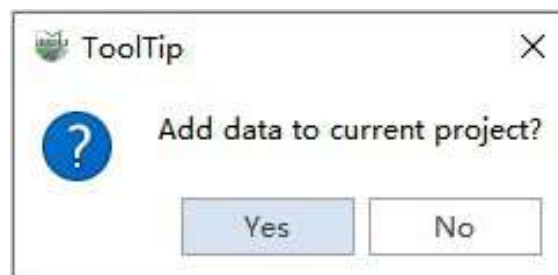 ToolTip
Add data to current project?
Yes
No